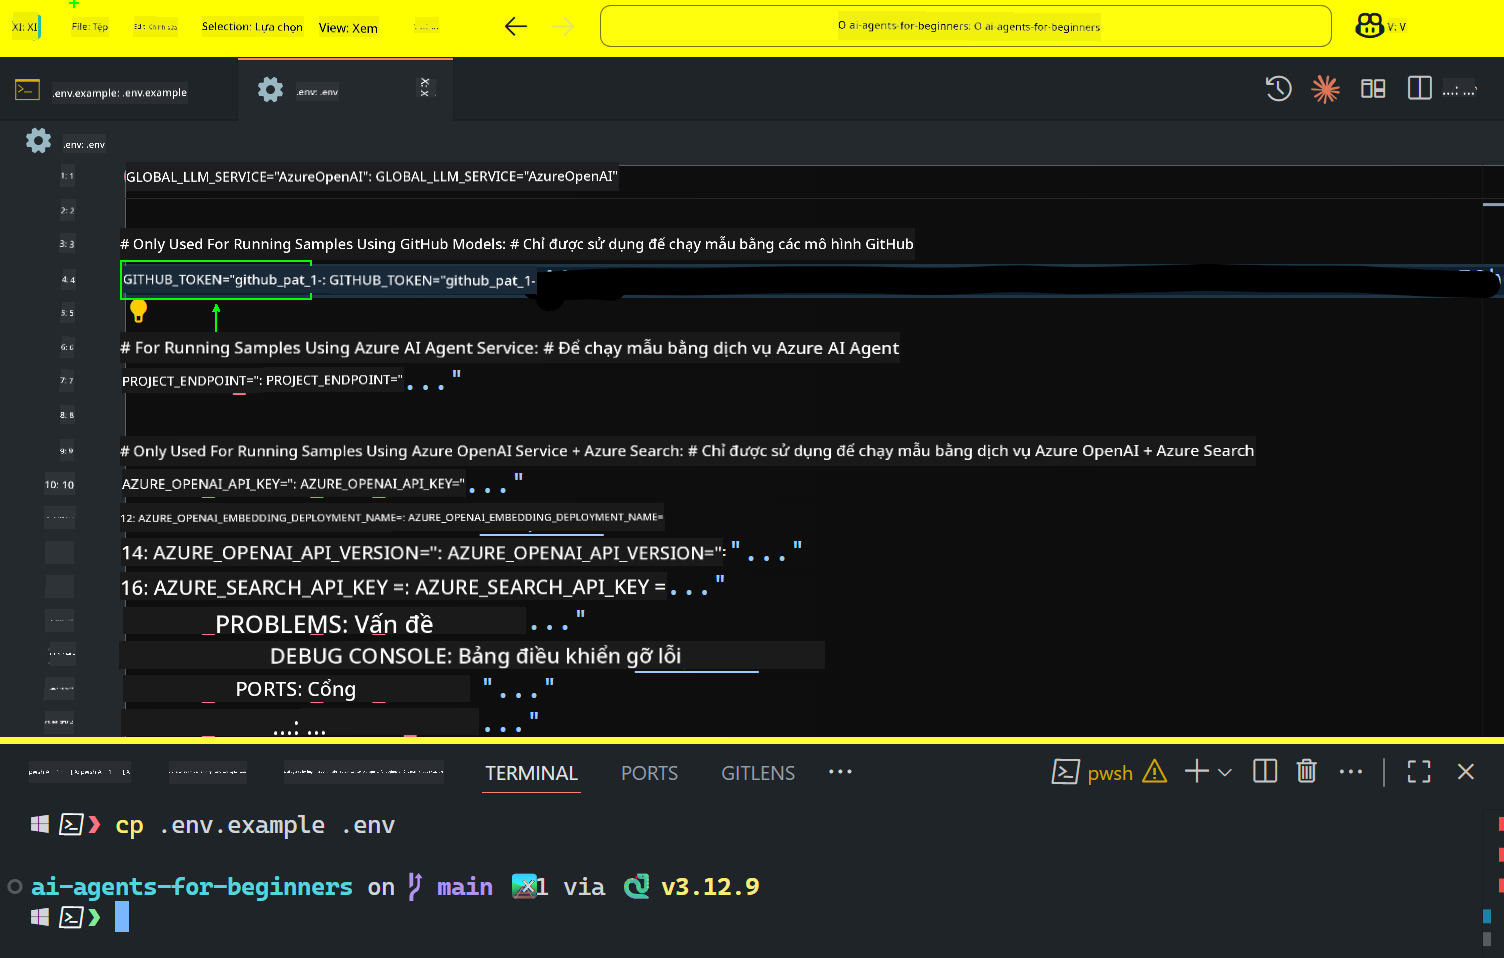 XI: XI File: Tệp Selection: Lựa chọn View: Xem O ai-agents-for-beginners: O ai-agents-for-beginners V: V
.env.example: .env.example .env: .env
.env: .env
1: 1 GLOBAL_LLM_SERVICE="AzureOpenAI": GLOBAL_LLM_SERVICE="AzureOpenAI"
2: 2
3: 3 # Only Used For Running Samples Using GitHub Models: # Chỉ được sử dụng để chạy mẫu bằng các mô hình GitHub
4: 4 GITHUB_TOKEN="github_pat_1-: GITHUB_TOKEN="github_pat_1-
5: 5
6: 6 # For Running Samples Using Azure AI Agent Service: # Để chạy mẫu bằng dịch vụ Azure AI Agent
7: 7 PROJECT_ENDPOINT=": PROJECT_ENDPOINT="..."
8: 8
9: 9 # Only Used For Running Samples Using Azure OpenAI Service + Azure Search: # Chỉ được sử dụng để chạy mẫu bằng dịch vụ Azure OpenAI + Azure Search
10: 10 AZURE_OPENAI_API_KEY=": AZURE_OPENAI_API_KEY="..."
12: AZURE_OPENAI_EMBEDDING_DEPLOYMENT_NAME=: AZURE_OPENAI_EMBEDDING_DEPLOYMENT_NAME=
14: AZURE_OPENAI_API_VERSION=": AZURE_OPENAI_API_VERSION=": "..."
16: AZURE_SEARCH_API_KEY =: AZURE_SEARCH_API_KEY = ..."
PROBLEMS: Vấn đề ..."
DEBUG CONSOLE: Bảng điều khiển gỡ lỗi
PORTS: Cổng "..."
...: ... ..."
TERMINAL PORTS GITLENS ... pwsh
cp .env.example .env
ai-agents-for-beginners on main 1 via v3.12.9